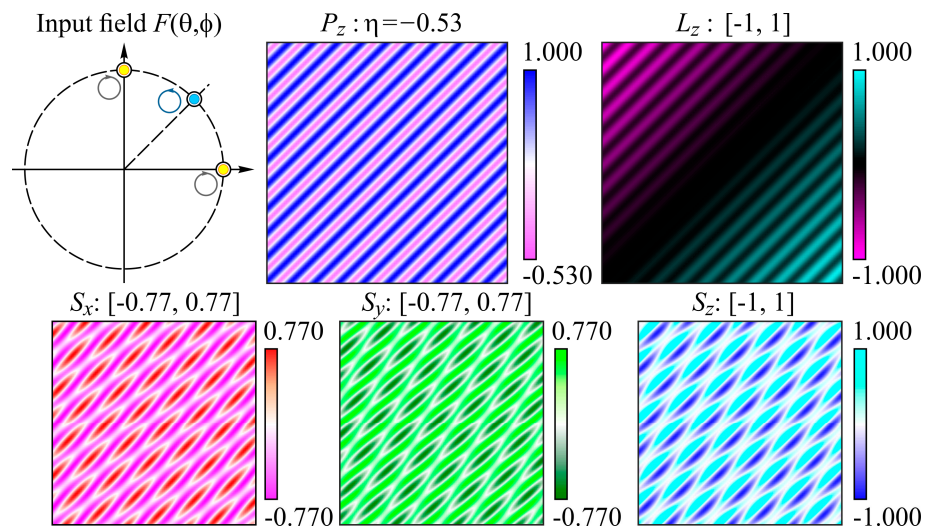 Input field F(θ,ϕ)
P_z : η=−0.53
L_z : [-1, 1]
1.000
-0.530
1.000
-1.000
S_x: [-0.77, 0.77]
S_y: [-0.77, 0.77]
S_z: [-1, 1]
0.770
-0.770
0.770
-0.770
1.000
-1.000